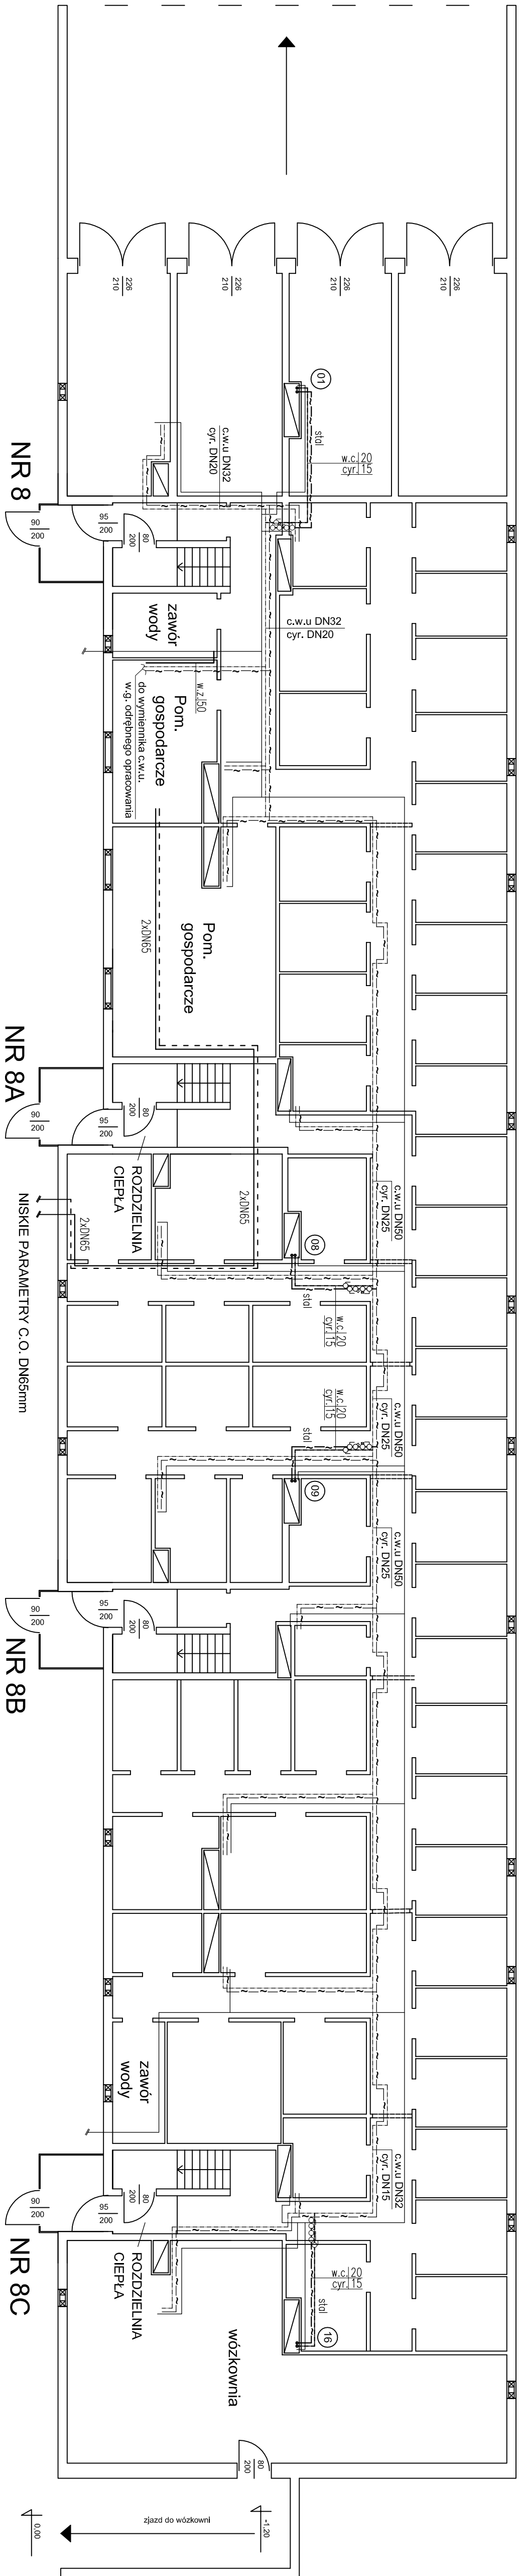 226
210
226
210
226
210
226
210
01
stal
w.c. 20
cyr. 15
c.w.u DN32
cyr. DN20
NR 8
90
200
95
200
80
200
zawór
wody
c.w.u DN32
cyr. DN20
w.z. 50
do wymiennika c.w.u.
w.g. odrębnego opracowania
Pom.
gospodarcze
2xDN65
Pom.
gospodarcze
NR 8A
90
200
95
200
80
200
ROZDZIELNIA
CIEPŁA
2xDN65
2xDN65
NISKIE PARAMETRY C.O. DN65mm
c.w.u DN50
cyr. DN25
08
stal
w.c. 20
cyr. 15
w.c. 20
cyr. 15
stal
c.w.u DN50
cyr. DN25
09
c.w.u DN50
cyr. DN25
NR 8B
90
200
95
200
80
200
zawór
wody
c.w.u DN32
cyr. DN15
NR 8C
90
200
95
200
80
200
ROZDZIELNIA
CIEPŁA
w.c. 20
cyr. 15
stal
16
wózkownia
80
200
-1,20
zjazd do wózkowni
0.00